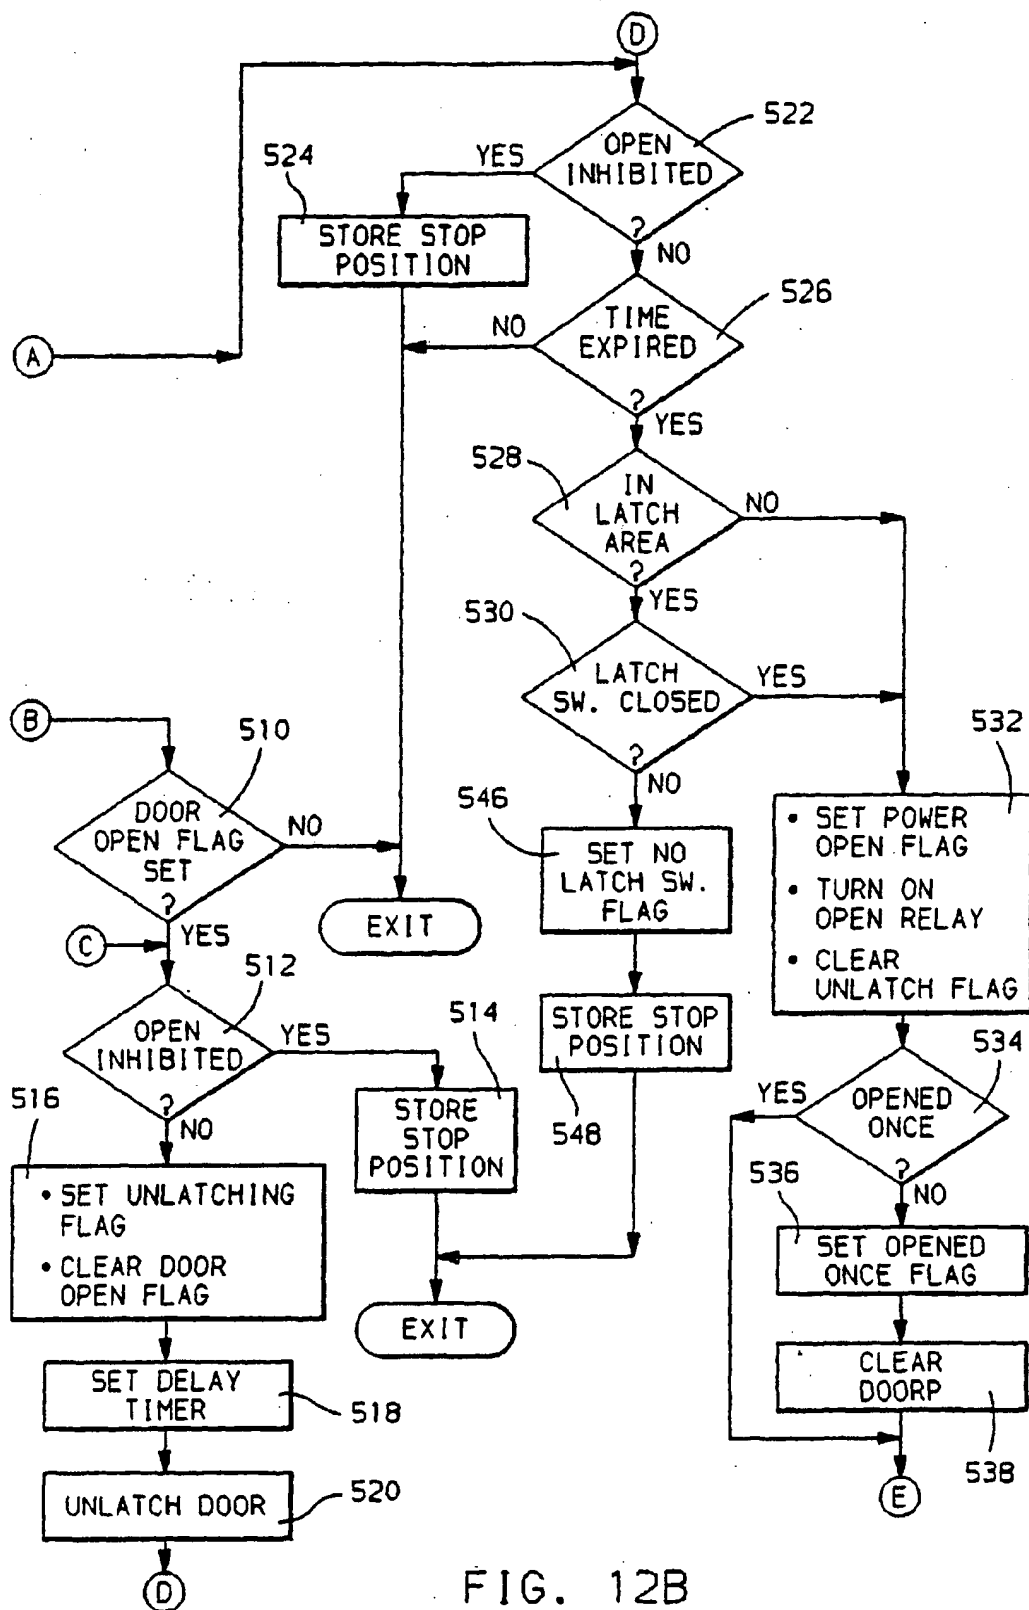 D
522
OPEN
INHIBITED
?
YES
NO
524
STORE STOP
POSITION
526
TIME
EXPIRED
?
NO
YES
A
528
IN
LATCH
AREA
?
NO
YES
530
LATCH
SW. CLOSED
?
YES
NO
B
510
DOOR
OPEN FLAG
SET
?
NO
YES
EXIT
546
SET NO
LATCH SW.
FLAG
532
• SET POWER
OPEN FLAG
• TURN ON
OPEN RELAY
• CLEAR
UNLATCH FLAG
C
512
OPEN
INHIBITED
?
YES
NO
514
STORE
STOP
POSITION
STORE STOP
POSITION
548
534
OPENED
ONCE
?
YES
NO
516
• SET UNLATCHING
FLAG
• CLEAR DOOR
OPEN FLAG
536
SET OPENED
ONCE FLAG
EXIT
SET DELAY
TIMER
518
CLEAR
DOORP
538
UNLATCH DOOR
520
E
D
FIG. 12B